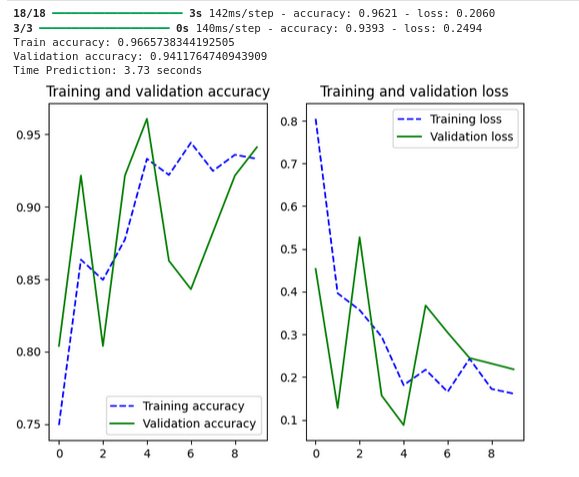 18/18 ━━━━━━━━━━━━━━━━━━━━ 3s 142ms/step - accuracy: 0.9621 - loss: 0.2060
3/3 ━━━━━━━━━━━━━━━━━━━━ 0s 140ms/step - accuracy: 0.9393 - loss: 0.2494
Train accuracy: 0.9665738344192505
Validation accuracy: 0.9411764740943909
Time Prediction: 3.73 seconds
Training and validation accuracy
0.95
0.90
0.85
0.80
0.75
Training accuracy
Validation accuracy
0 2 4 6 8
Training and validation loss
0.8
0.7
0.6
0.5
0.4
0.3
0.2
0.1
Training loss
Validation loss
0 2 4 6 8